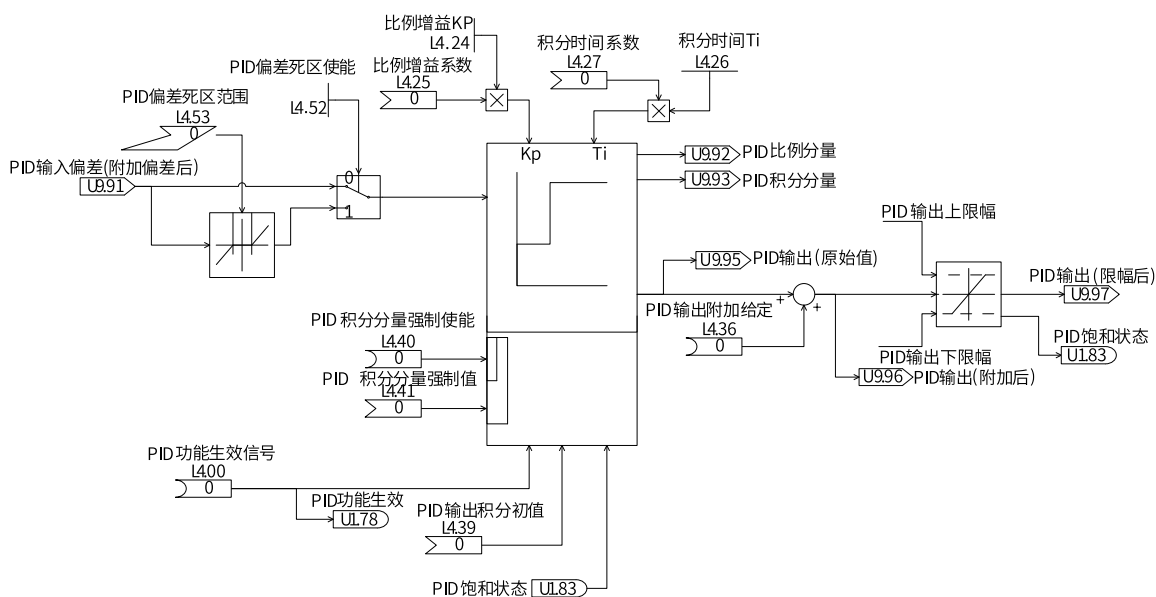 比例增益KP
L4.24
积分时间系数
L4.27
0
积分时间Ti
L4.26
PID偏差死区使能
L4.52
比例增益系数
L4.25
0
PID偏差死区范围
L4.53
0
PID输入偏差(附加偏差后)
U9.91
0
1
Kp
Ti
U9.92
PID比例分量
U9.93
PID积分分量
PID输出上限幅
U9.95
PID输出(原始值)
PID输出(限幅后)
U9.97
PID输出附加给定
L4.36
0
+
+
PID输出下限幅
PID饱和状态
U1.83
U9.96
PID输出(附加后)
PID积分分量强制使能
L4.40
0
PID 积分分量强制值
L4.41
0
PID功能生效信号
L4.00
0
PID功能生效
U1.78
PID输出积分初值
L4.39
0
PID饱和状态
U1.83